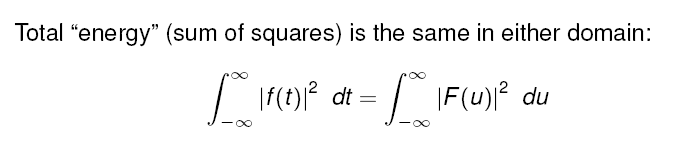 Total “energy” (sum of squares) is the same in either domain:
∫_{-∞}^{∞} |f(t)|² dt = ∫_{-∞}^{∞} |F(u)|² du